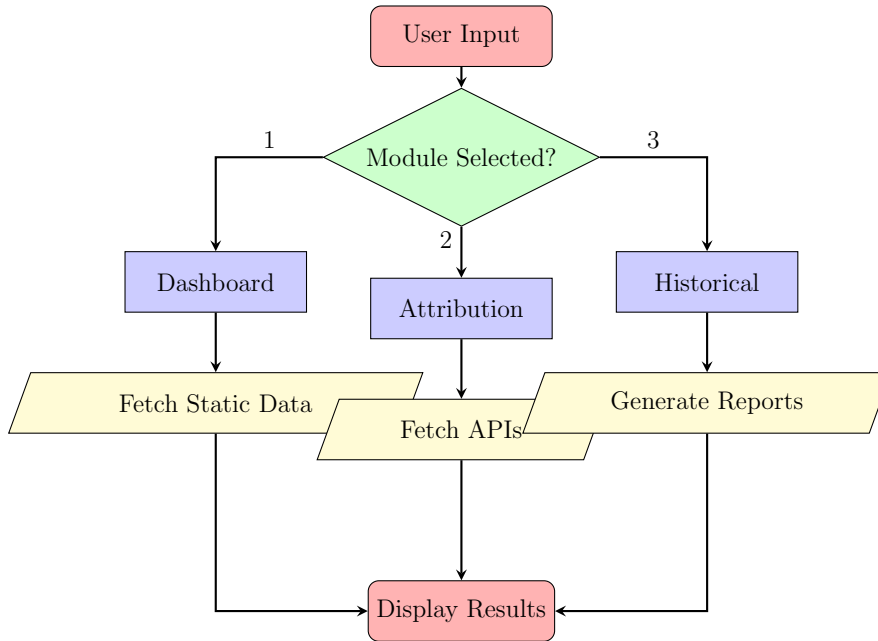 User Input
Module Selected?
1
3
2
Dashboard
Attribution
Historical
Fetch Static Data
Fetch APIs
Generate Reports
Display Results